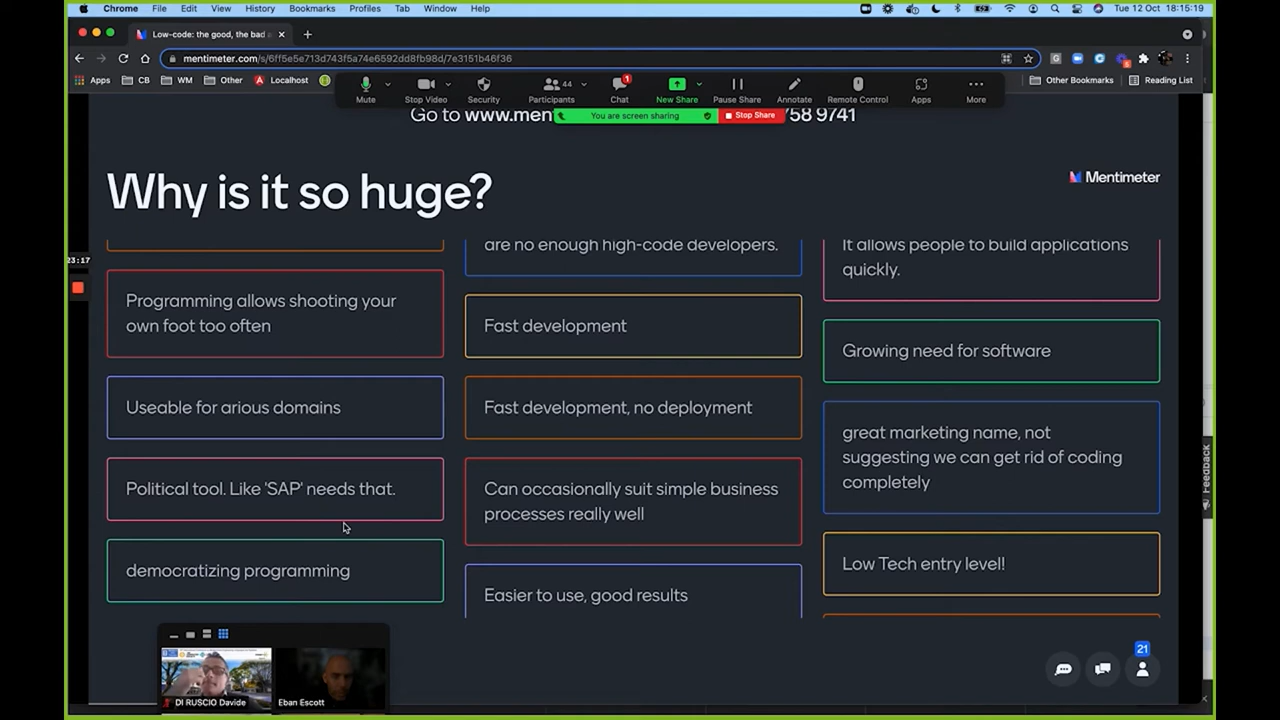 Chrome File Edit View History Bookmarks Profiles Tab Window Help
Tue 12 Oct 18:15:19
Low-code: the good, the bad a
mentimeter.com/s/6ff5e5e713d743f5a74e6592dd8fb98d/7e3151b46f36
Apps CB WM Other Localhost
Other Bookmarks Reading List
44
1
Mute Stop Video Security Participants Chat New Share Pause Share Annotate Remote Control Apps More
You are screen sharing Stop Share
Go to www.men
758 9741
Why is it so huge?
Mentimeter
23:17
Programming allows shooting your
own foot too often
Useable for arious domains
Political tool. Like 'SAP' needs that.
democratizing programming
are no enough high-code developers.
Fast development
Fast development, no deployment
Can occasionally suit simple business
processes really well
Easier to use, good results
It allows people to build applications
quickly.
Growing need for software
great marketing name, not
suggesting we can get rid of coding
completely
Low Tech entry level!
Feedback
21
DI RUSCIO Davide
Eban Escott